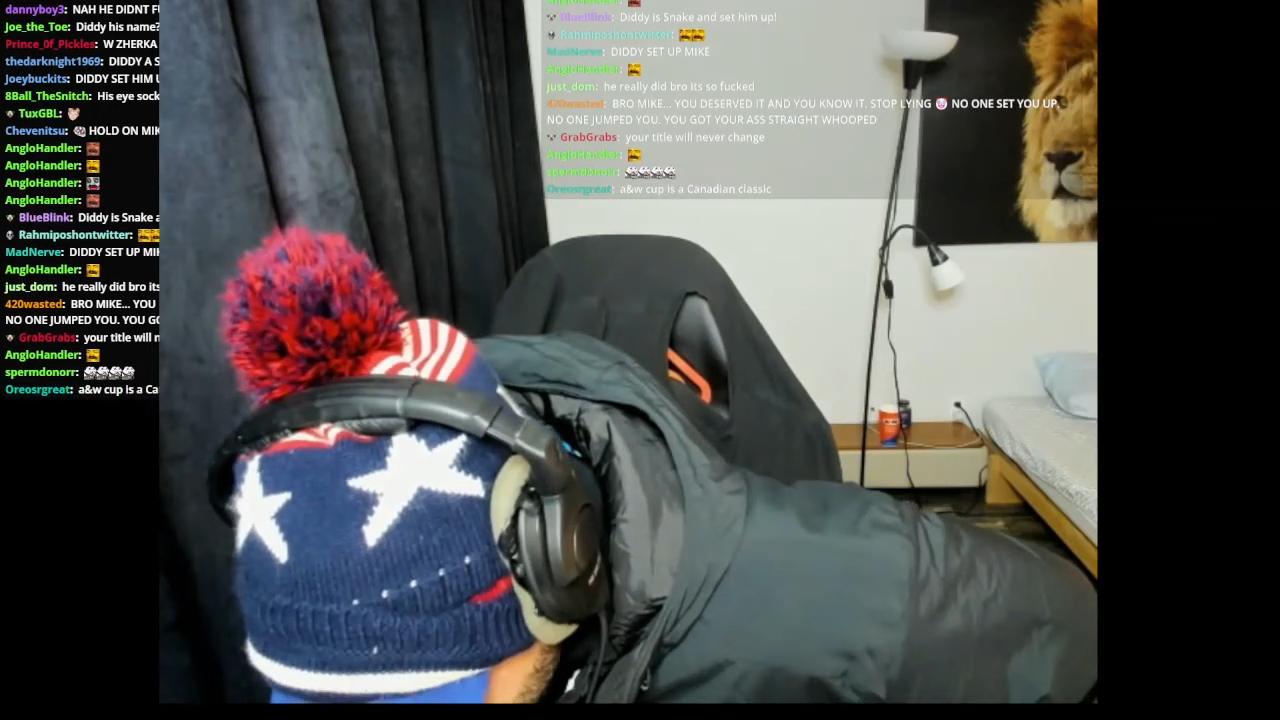 dannyboy3: NAH HE DIDNT F
Joe_the_Toe: Diddy his name?
Prince_0f_Pickles: W ZHERKA
thedarknight1969: DIDDY A S
Joeybuckits: DIDDY SET HIM U
8Ball_TheSnitch: His eye sock
TuxGBL:
Chevenitsu: HOLD ON MIK
AngloHandler:
AngloHandler:
AngloHandler:
AngloHandler:
BlueBlink: Diddy is Snake a
Rahmiposhontwitter:
MadNerve: DIDDY SET UP MIK
AngloHandler:
just_dom: he really did bro its
420wasted: BRO MIKE... YOU
NO ONE JUMPED YOU. YOU GO
GrabGrabs: your title will n
AngloHandler:
spermdonorr:
Oreosrgreat: a&w cup is a Ca
AngloHandler:
BlueBlink: Diddy is Snake and set him up!
Rahmiposhontwitter:
MadNerve: DIDDY SET UP MIKE
AngloHandler:
just_dom: he really did bro its so fucked
420wasted: BRO MIKE... YOU DESERVED IT AND YOU KNOW IT. STOP LYING NO ONE SET YOU UP.
NO ONE JUMPED YOU. YOU GOT YOUR ASS STRAIGHT WHOOPED
GrabGrabs: your title will never change
AngloHandler:
spermdonorr:
Oreosrgreat: a&w cup is a Canadian classic